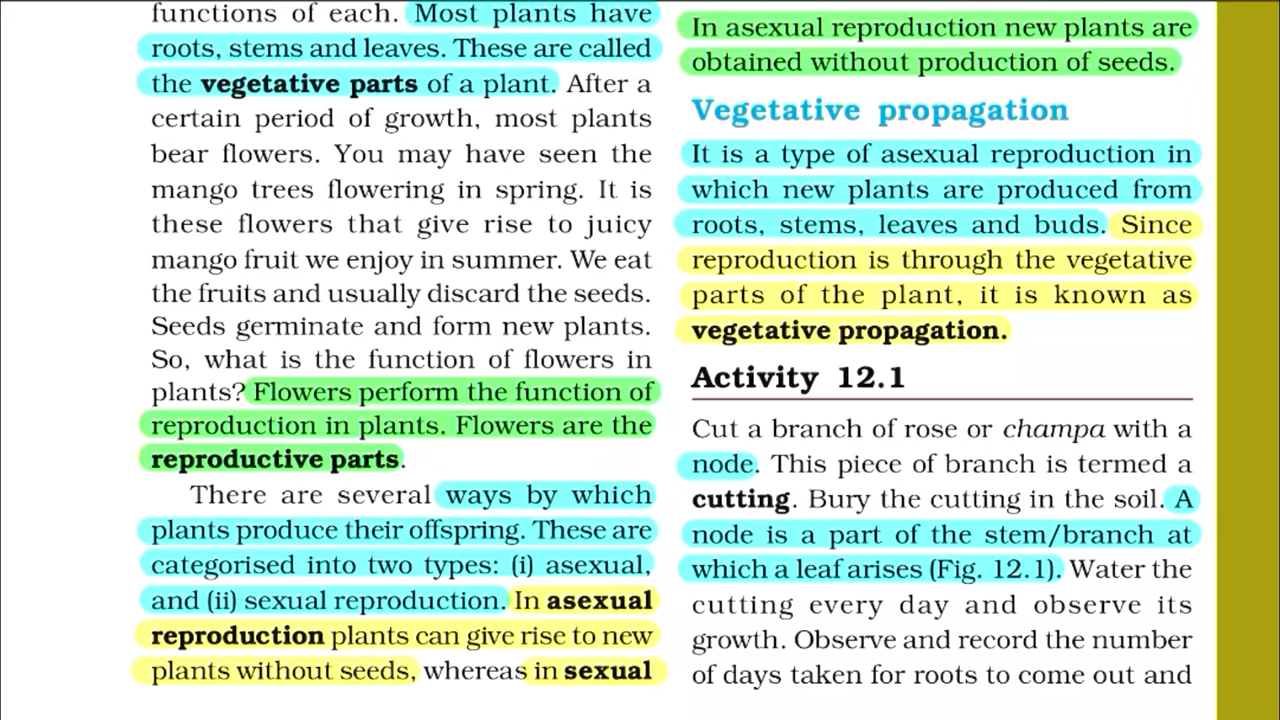 functions of each. Most plants have
roots, stems and leaves. These are called
the vegetative parts of a plant. After a
certain period of growth, most plants
bear flowers. You may have seen the
mango trees flowering in spring. It is
these flowers that give rise to juicy
mango fruit we enjoy in summer. We eat
the fruits and usually discard the seeds.
Seeds germinate and form new plants.
So, what is the function of flowers in
plants? Flowers perform the function of
reproduction in plants. Flowers are the
reproductive parts.
There are several ways by which
plants produce their offspring. These are
categorised into two types: (i) asexual,
and (ii) sexual reproduction. In asexual
reproduction plants can give rise to new
plants without seeds, whereas in sexual
In asexual reproduction new plants are
obtained without production of seeds.
Vegetative propagation
It is a type of asexual reproduction in
which new plants are produced from
roots, stems, leaves and buds. Since
reproduction is through the vegetative
parts of the plant, it is known as
vegetative propagation.
Activity 12.1
Cut a branch of rose or champa with a
node. This piece of branch is termed a
cutting. Bury the cutting in the soil. A
node is a part of the stem/branch at
which a leaf arises (Fig. 12.1). Water the
cutting every day and observe its
growth. Observe and record the number
of days taken for roots to come out and